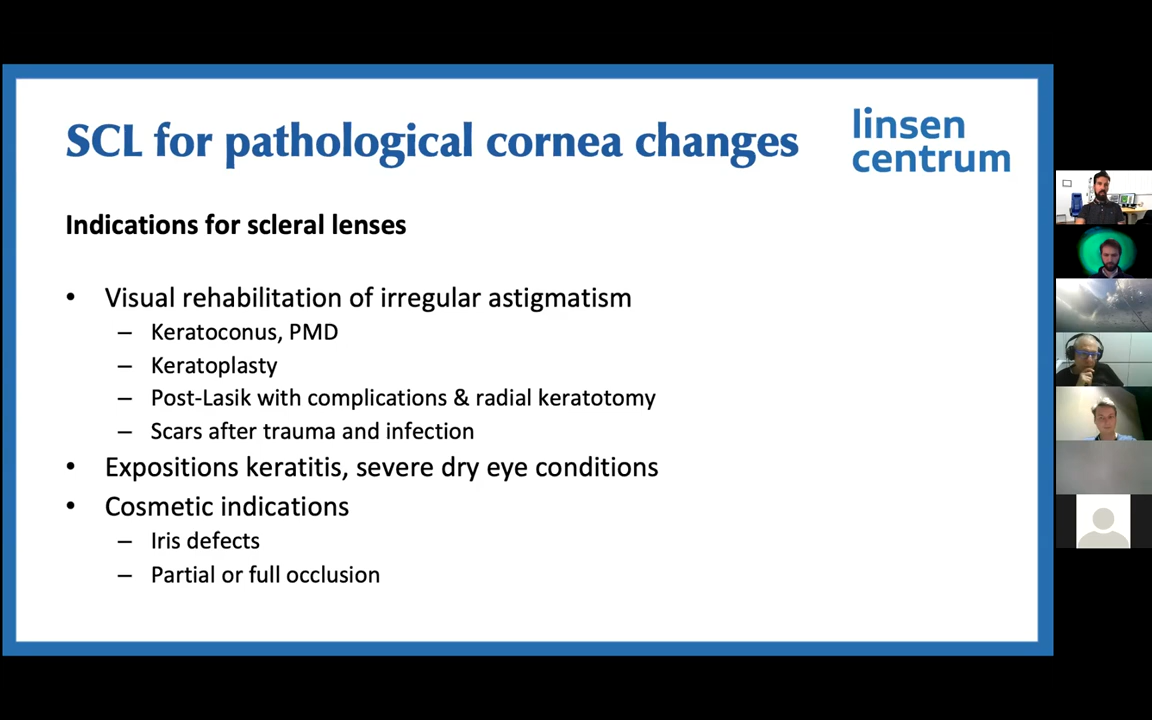 SCL for pathological cornea changes
linsen
centrum
Indications for scleral lenses
• Visual rehabilitation of irregular astigmatism
– Keratoconus, PMD
– Keratoplasty
– Post-Lasik with complications & radial keratotomy
– Scars after trauma and infection
• Expositions keratitis, severe dry eye conditions
• Cosmetic indications
– Iris defects
– Partial or full occlusion